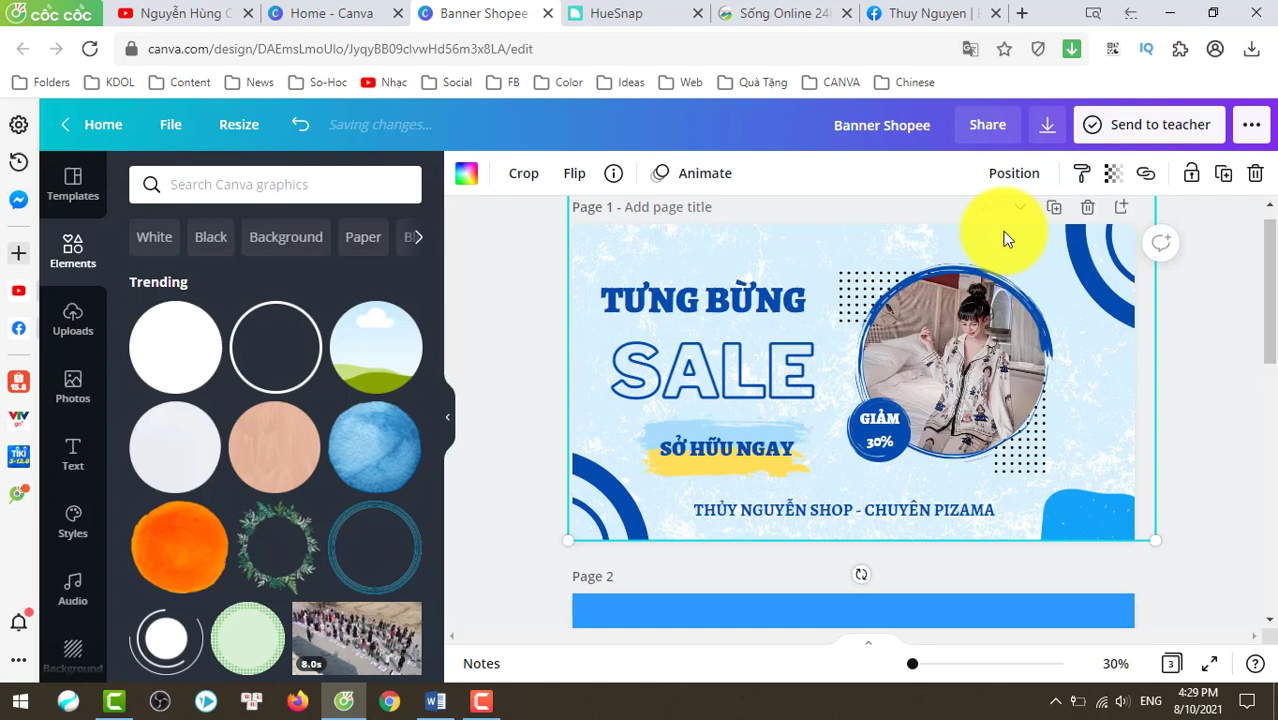 cốc cốc
Nguyễn Hùng C
Home - Canva
Banner Shopee
HueSnap
Sống Online 24h
Thuy Nguyen | F
canva.com/design/DAEmsLmoUIo/JyqyBB09clvwHd56m3x8LA/edit
IQ
Folders
KDOL
Content
News
So-Hoc
Nhạc
Social
FB
Color
Ideas
Web
Quà Tặng
CANVA
Chinese
Home
File
Resize
Saving changes...
Banner Shopee
Share
Send to teacher
Crop
Flip
Animate
Position
Templates
Elements
Uploads
Photos
Text
Styles
Audio
Background
Search Canva graphics
White
Black
Background
Paper
Trending
8.0s
Page 1 - Add page title
TƯNG BỪNG
SALE
SỞ HỮU NGAY
GIẢM
30%
THỦY NGUYỄN SHOP - CHUYÊN PIZAMA
Page 2
Notes
30%
3
ENG
4:29 PM
8/10/2021